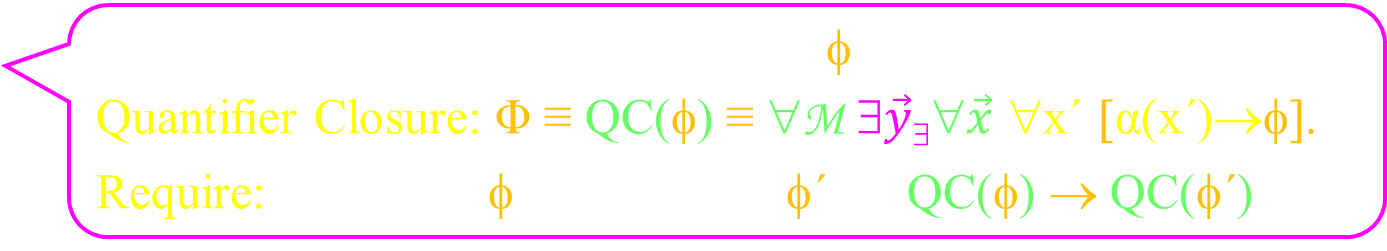 ϕ
Quantifier Closure: Φ ≡ QC(ϕ) ≡ ∀ℳ ∃y⃗∃∀x⃗ ∀x´ [α(x´)→ϕ].
Require: ϕ ϕ´ QC(ϕ) → QC(ϕ´)